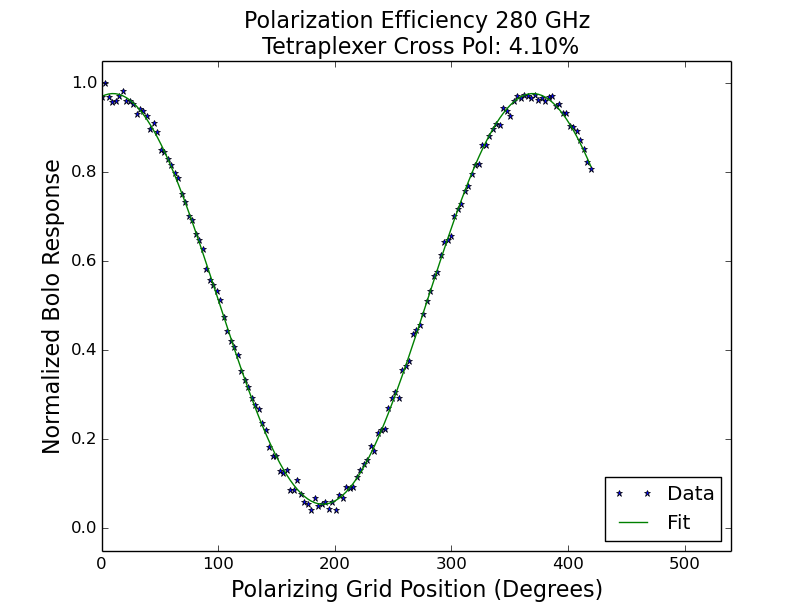 Polarization Efficiency 280 GHz
Tetraplexer Cross Pol: 4.10%
Normalized Bolo Response
1.0
0.8
0.6
0.4
0.2
0.0
0 100 200 300 400 500
Polarizing Grid Position (Degrees)
Data
Fit